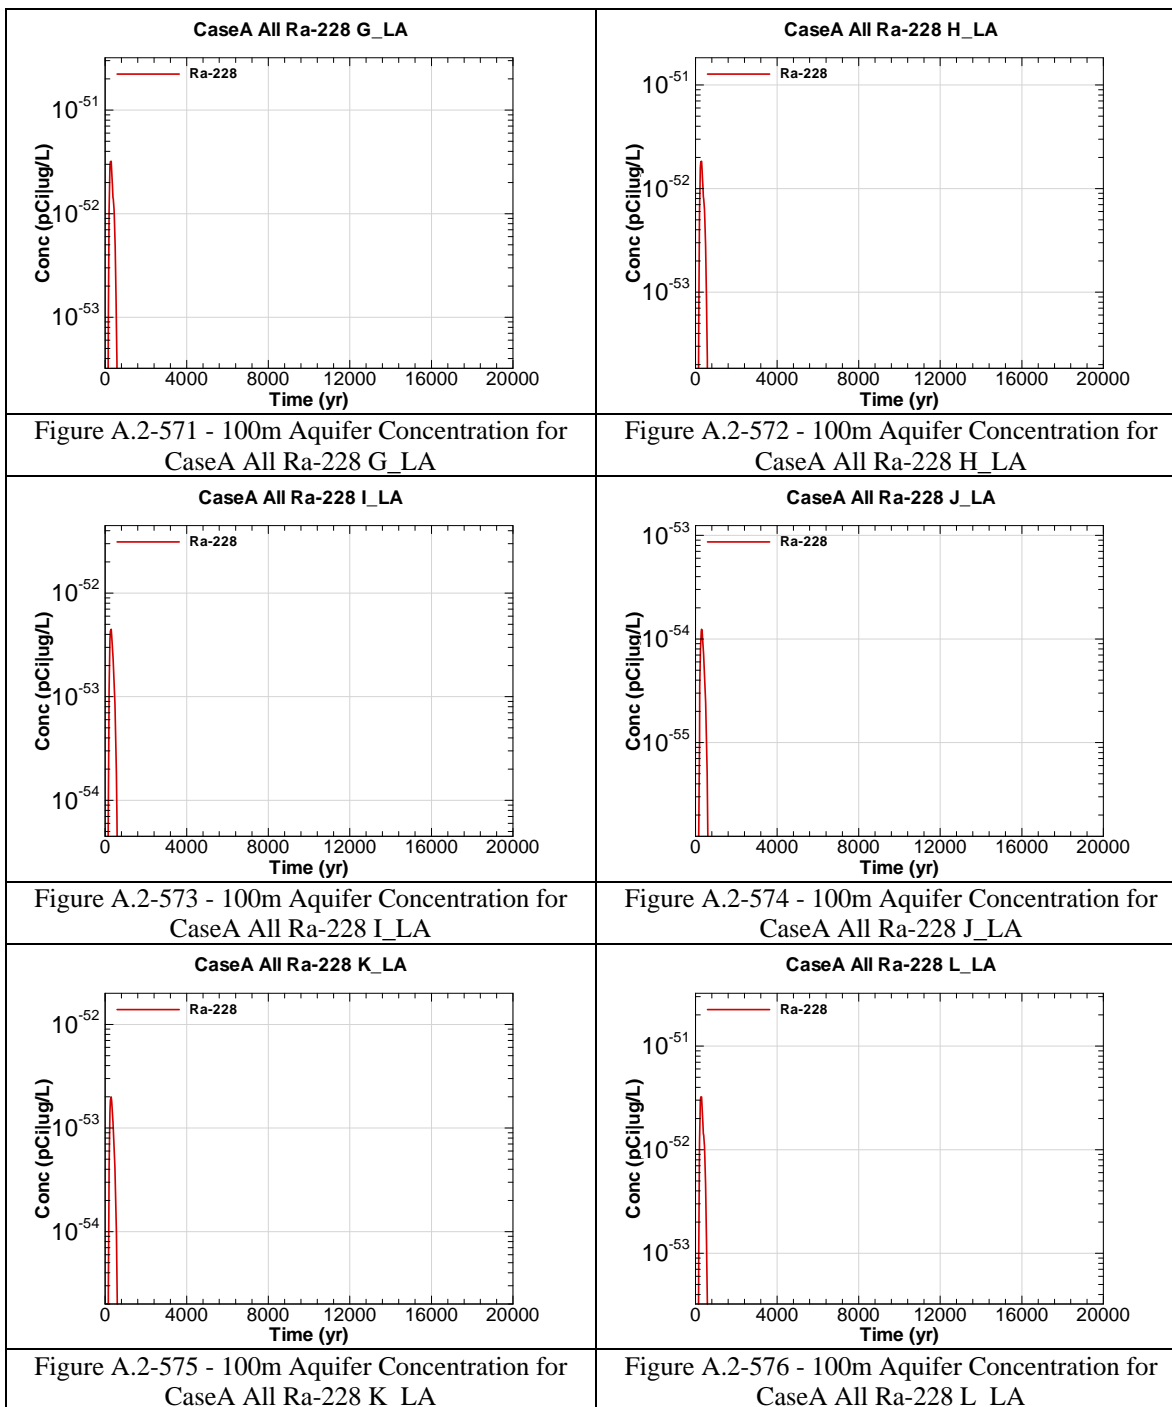 CaseA All Ra-228 G_LA
Ra-228
10-51
10-52
10-53
Conc (pCi|ug/L)
0 4000 8000 12000 16000 20000
Time (yr)
Figure A.2-571 - 100m Aquifer Concentration for
CaseA All Ra-228 G_LA
CaseA All Ra-228 H_LA
Ra-228
10-51
10-52
10-53
Conc (pCi|ug/L)
0 4000 8000 12000 16000 20000
Time (yr)
Figure A.2-572 - 100m Aquifer Concentration for
CaseA All Ra-228 H_LA
CaseA All Ra-228 I_LA
Ra-228
10-52
10-53
10-54
Conc (pCi|ug/L)
0 4000 8000 12000 16000 20000
Time (yr)
Figure A.2-573 - 100m Aquifer Concentration for
CaseA All Ra-228 I_LA
CaseA All Ra-228 J_LA
Ra-228
10-53
10-54
10-55
Conc (pCi|ug/L)
0 4000 8000 12000 16000 20000
Time (yr)
Figure A.2-574 - 100m Aquifer Concentration for
CaseA All Ra-228 J_LA
CaseA All Ra-228 K_LA
Ra-228
10-52
10-53
10-54
Conc (pCi|ug/L)
0 4000 8000 12000 16000 20000
Time (yr)
Figure A.2-575 - 100m Aquifer Concentration for
CaseA All Ra-228 K_LA
CaseA All Ra-228 L_LA
Ra-228
10-51
10-52
10-53
Conc (pCi|ug/L)
0 4000 8000 12000 16000 20000
Time (yr)
Figure A.2-576 - 100m Aquifer Concentration for
CaseA All Ra-228 L_LA